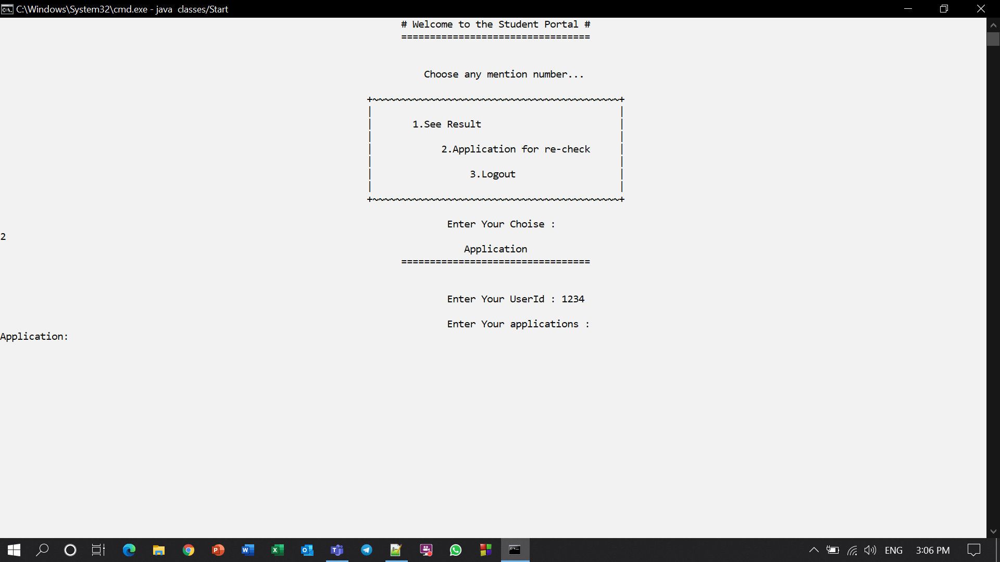 C:\Windows\System32\cmd.exe - java  classes/Start
# Welcome to the Student Portal #
=================================
Choose any mention number...
+~~~~~~~~~~~~~~~~~~~~~~~~~~~~~~~~~~~~~~~~~~~+
1.See Result
2.Application for re-check
3.Logout
+~~~~~~~~~~~~~~~~~~~~~~~~~~~~~~~~~~~~~~~~~~~+
Enter Your Choise :
2
Application
=================================
Enter Your UserId : 1234
Enter Your applications :
Application:
ENG
3:06 PM